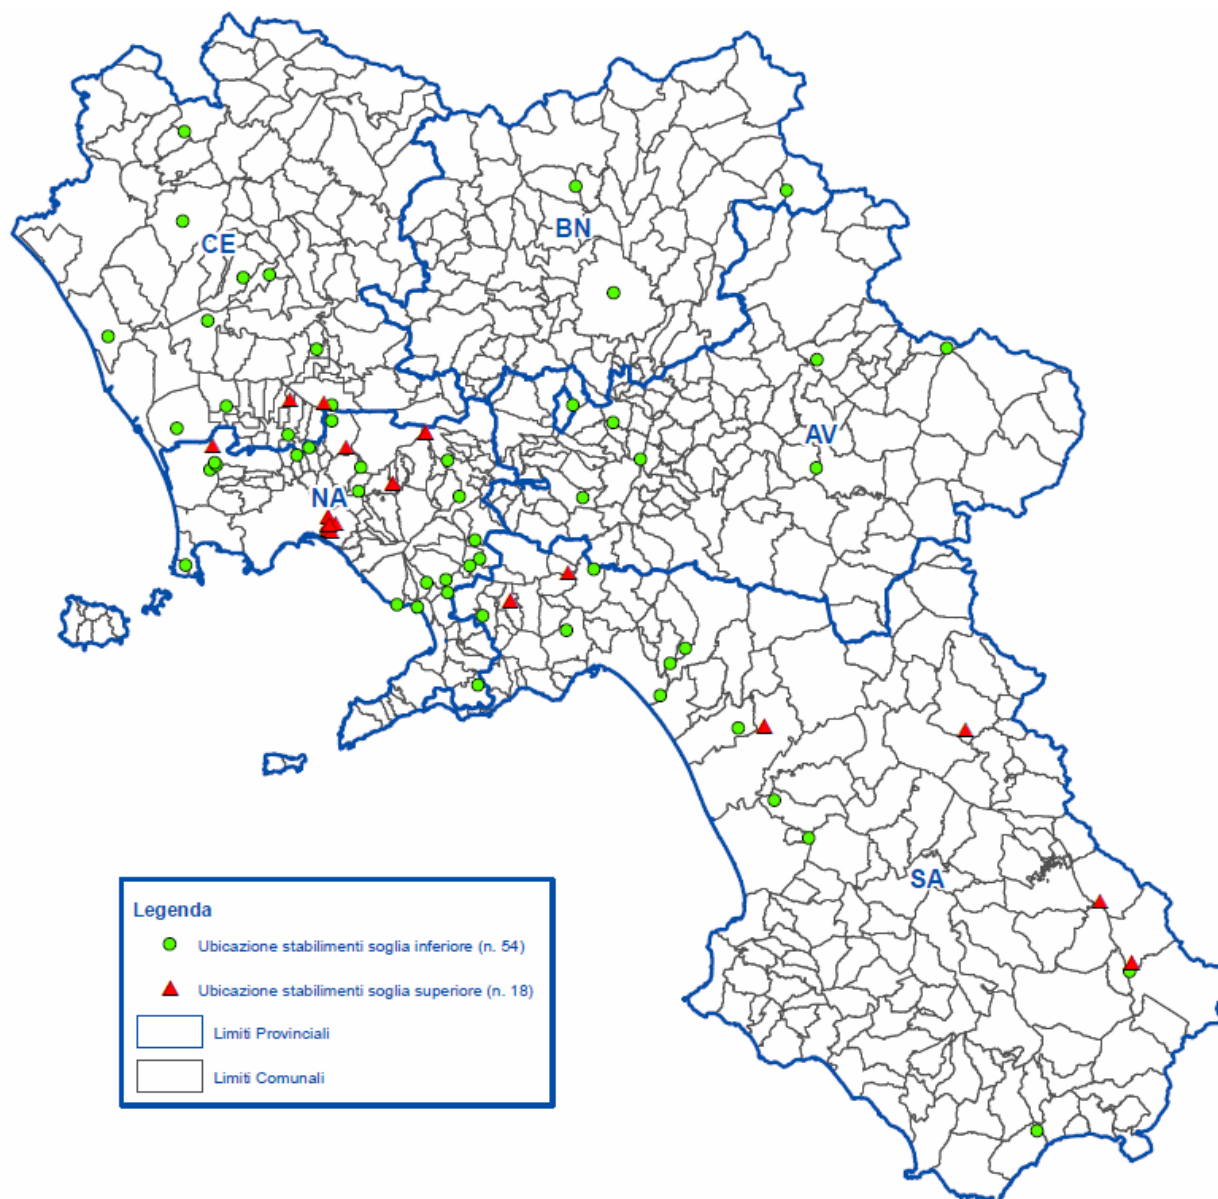 CE
BN
AV
NA
SA
Legenda
Ubicazione stabilimenti soglia inferiore (n. 54)
Ubicazione stabilimenti soglia superiore (n. 18)
Limiti Provinciali
Limiti Comunali